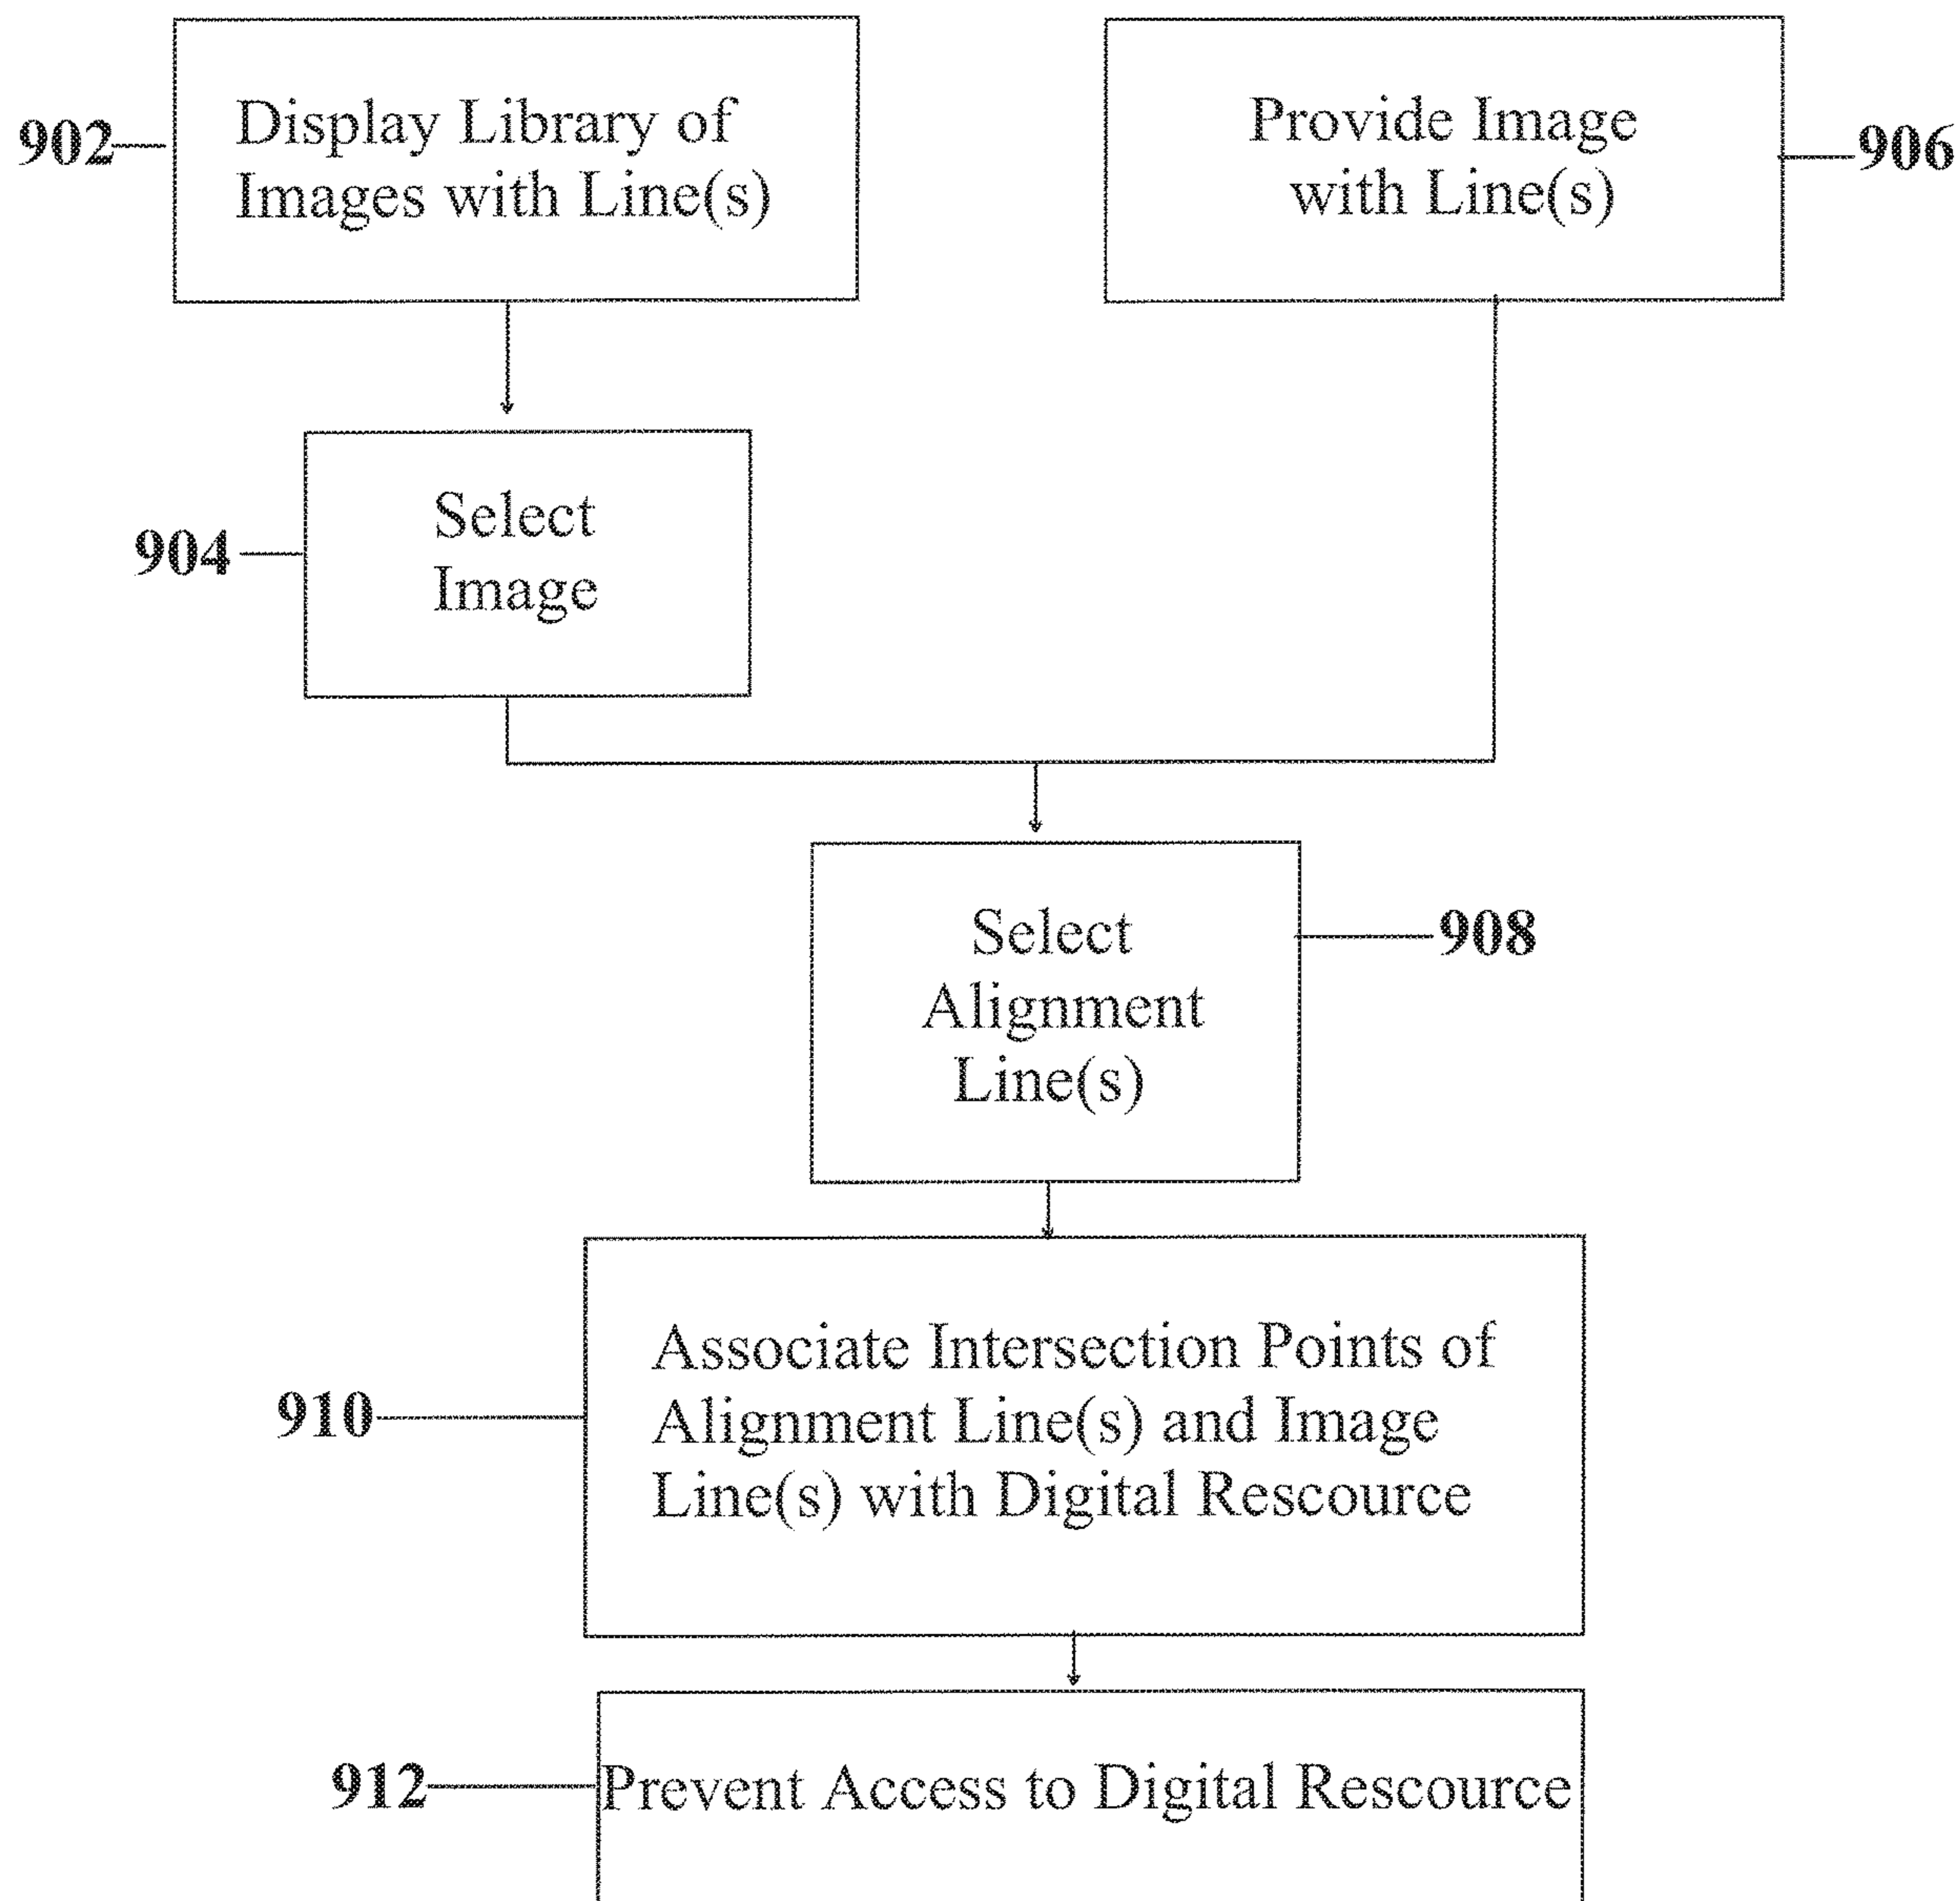 902
Display Library of
Images with Line(s)
Provide Image
with Line(s)
906
904
Select
Image
Select
Alignment
Line(s)
908
910
Associate Intersection Points of
Alignment Line(s) and Image
Line(s) with Digital Rescource
912
Prevent Access to Digital Rescource